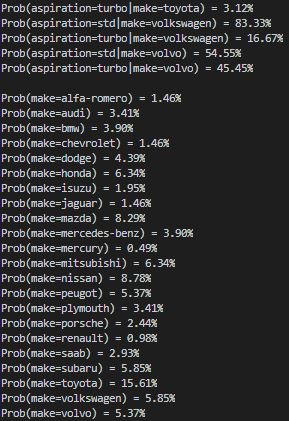 Prob(aspiration=turbo|make=toyota) = 3.12%
Prob(aspiration=std|make=volkswagen) = 83.33%
Prob(aspiration=turbo|make=volkswagen) = 16.67%
Prob(aspiration=std|make=volvo) = 54.55%
Prob(aspiration=turbo|make=volvo) = 45.45%

Prob(make=alfa-romero) = 1.46%
Prob(make=audi) = 3.41%
Prob(make=bmw) = 3.90%
Prob(make=chevrolet) = 1.46%
Prob(make=dodge) = 4.39%
Prob(make=honda) = 6.34%
Prob(make=isuzu) = 1.95%
Prob(make=jaguar) = 1.46%
Prob(make=mazda) = 8.29%
Prob(make=mercedes-benz) = 3.90%
Prob(make=mercury) = 0.49%
Prob(make=mitsubishi) = 6.34%
Prob(make=nissan) = 8.78%
Prob(make=peugot) = 5.37%
Prob(make=plymouth) = 3.41%
Prob(make=porsche) = 2.44%
Prob(make=renault) = 0.98%
Prob(make=saab) = 2.93%
Prob(make=subaru) = 5.85%
Prob(make=toyota) = 15.61%
Prob(make=volkswagen) = 5.85%
Prob(make=volvo) = 5.37%